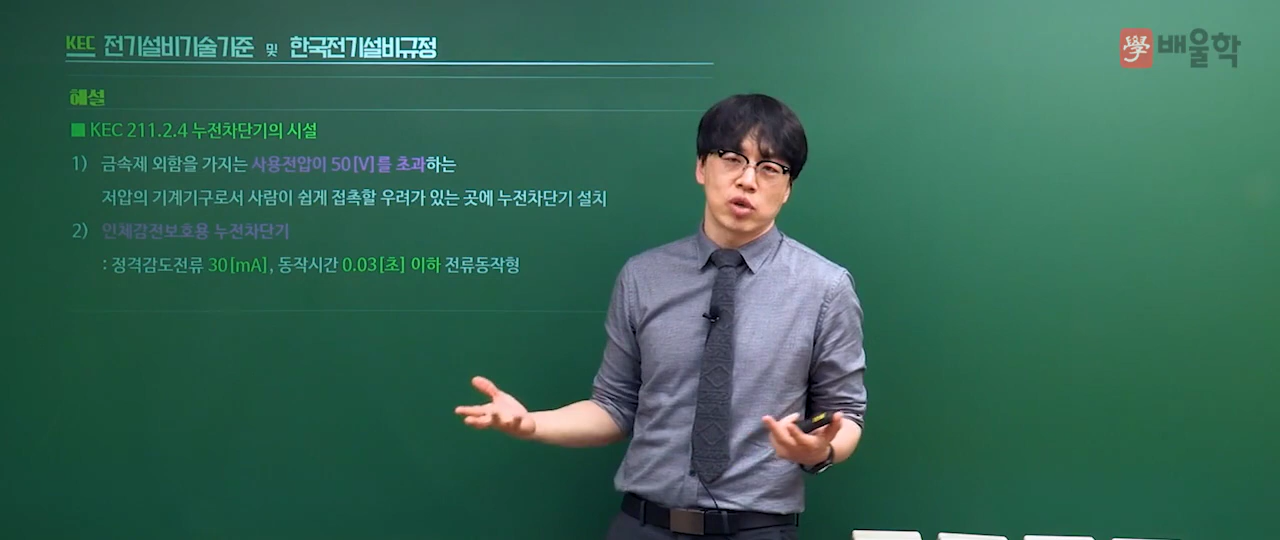 KEC 전기설비기술기준 및 한국전기설비규정
學 배울학
해설
■ KEC 211.2.4 누전차단기의 시설
1) 금속제 외함을 가지는 사용전압이 50[V]를 초과하는
저압의 기계기구로서 사람이 쉽게 접촉할 우려가 있는 곳에 누전차단기 설치
2) 인체감전보호용 누전차단기
: 정격감도전류 30[mA], 동작시간 0.03[초] 이하 전류동작형